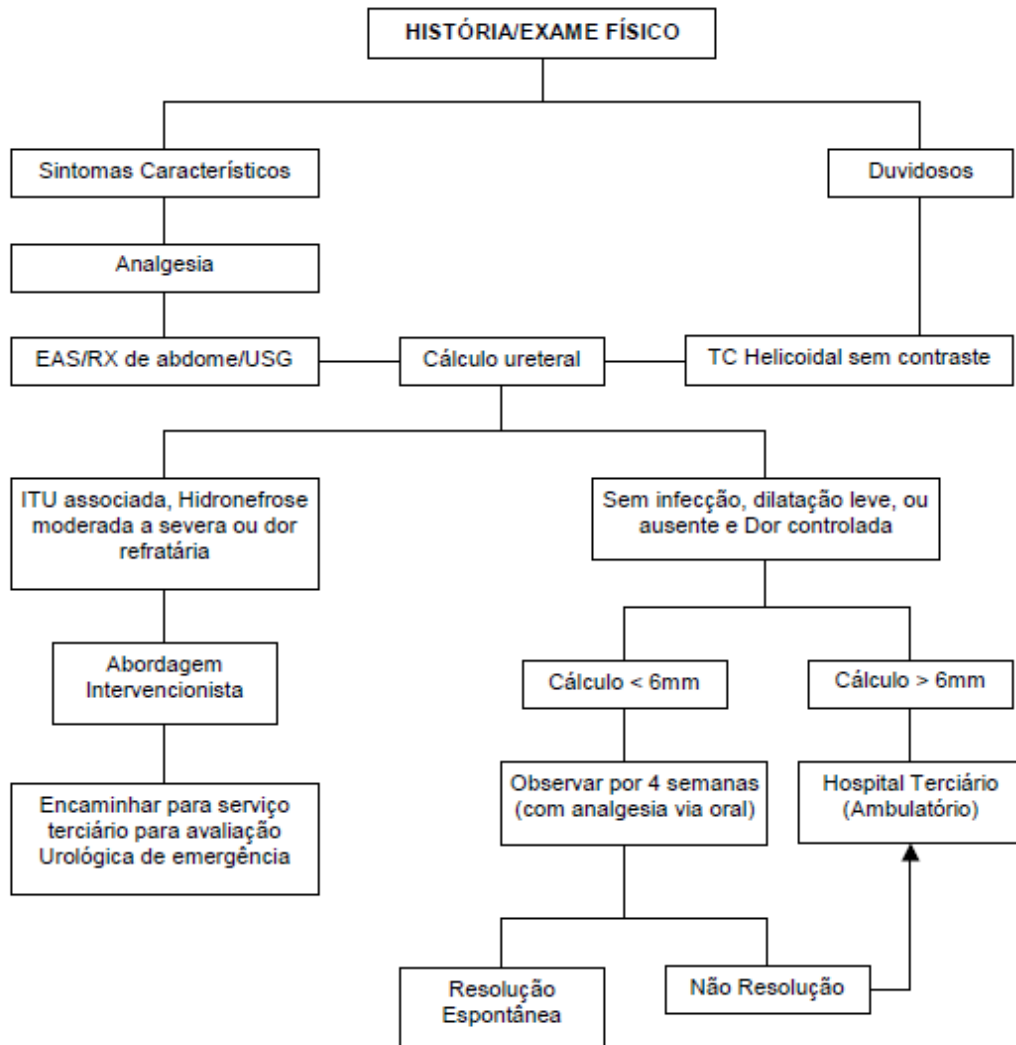 HISTÓRIA/EXAME FÍSICO
Sintomas Característicos
Duvidosos
Analgesia
EAS/RX de abdome/USG
Cálculo ureteral
TC Helicoidal sem contraste
ITU associada, Hidronefrose
moderada a severa ou dor
refratária
Sem infecção, dilatação leve, ou
ausente e Dor controlada
Abordagem
Intervencionista
Cálculo < 6mm
Cálculo > 6mm
Encaminhar para serviço
terciário para avaliação
Urológica de emergência
Observar por 4 semanas
(com analgesia via oral)
Hospital Terciário
(Ambulatório)
Resolução
Espontânea
Não Resolução